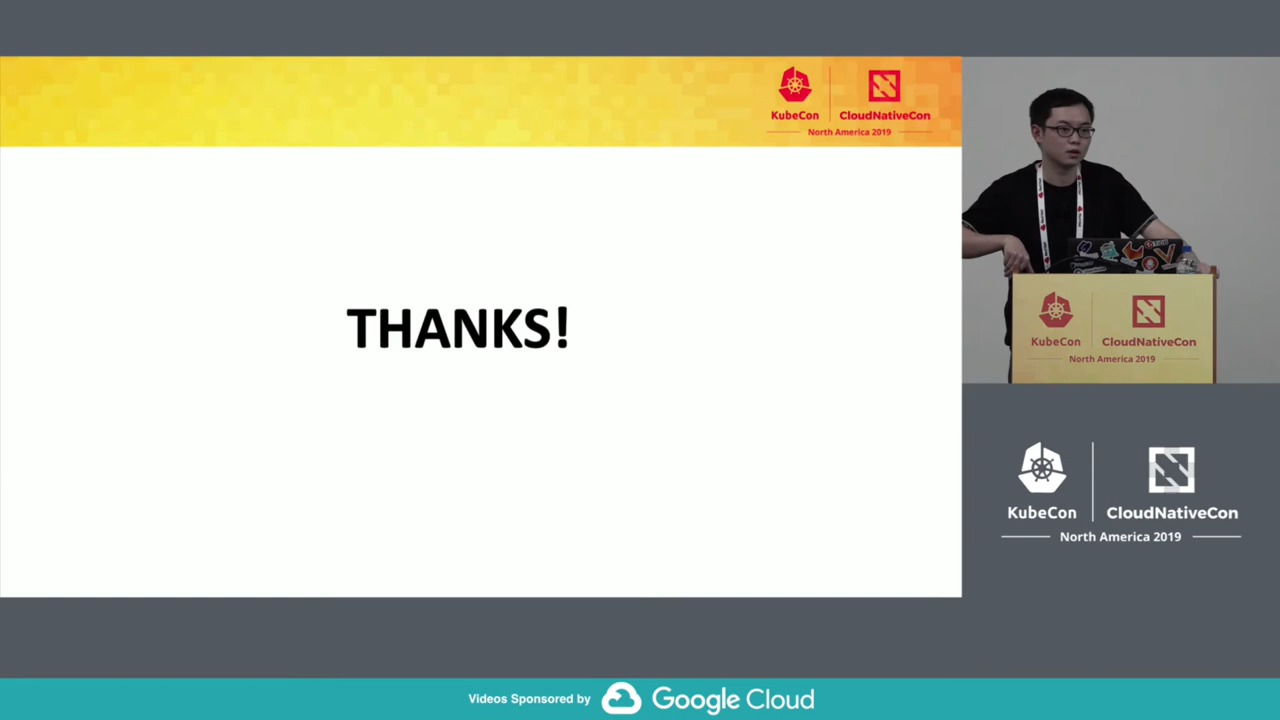 KubeCon
CloudNativeCon
North America 2019
THANKS!
KubeCon
CloudNativeCon
North America 2019
KubeCon
CloudNativeCon
North America 2019
Videos Sponsored by
Google Cloud